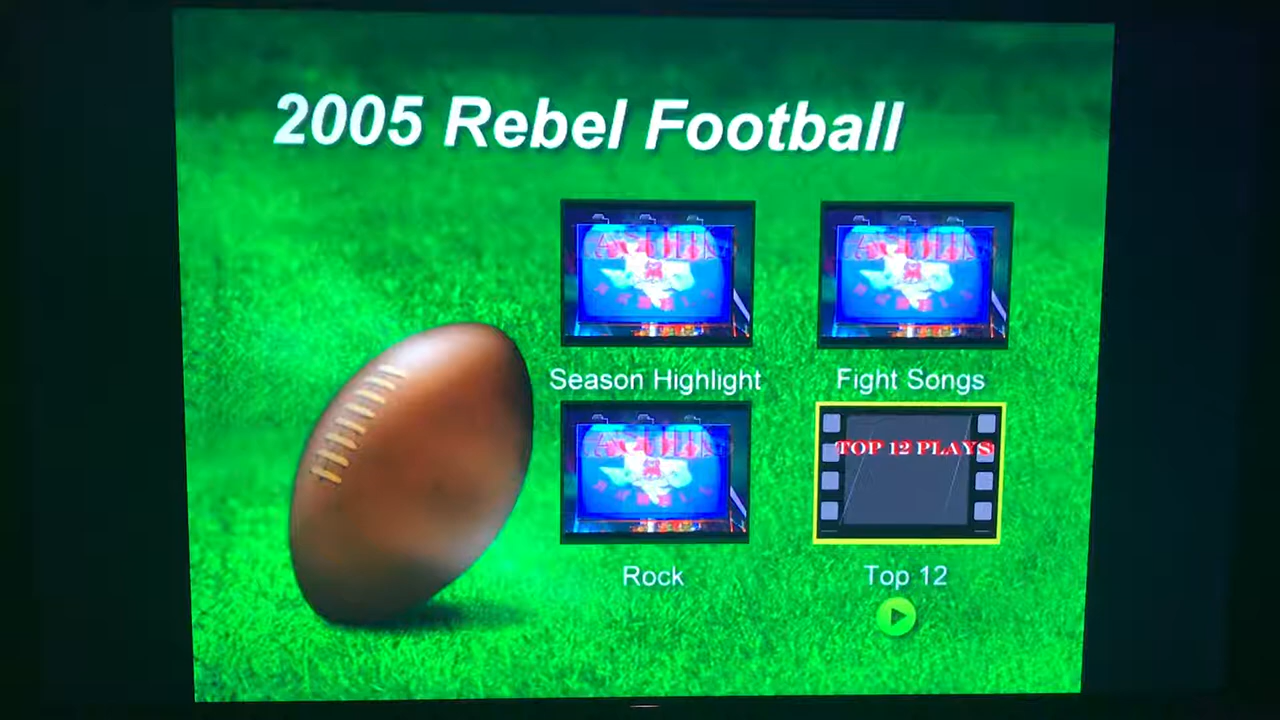 2005 Rebel Football
Season Highlight
Fight Songs
TOP 12 PLAYS
Rock
Top 12